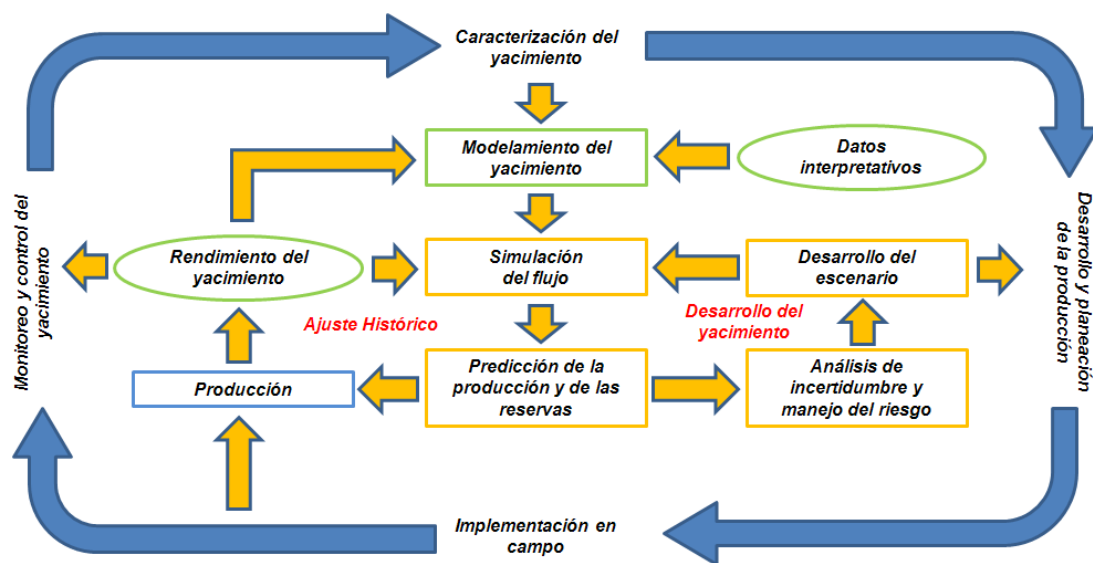 Caracterización del
yacimiento
Modelamiento del
yacimiento
Datos
interpretativos
Monitoreo y control del
yacimiento
Rendimiento del
yacimiento
Simulación
del flujo
Desarrollo del
escenario
Desarrollo y planeación
de la producción
Ajuste Histórico
Desarrollo del
yacimiento
Producción
Predicción de la
producción y de las
reservas
Análisis de
incertidumbre y
manejo del riesgo
Implementación en
campo